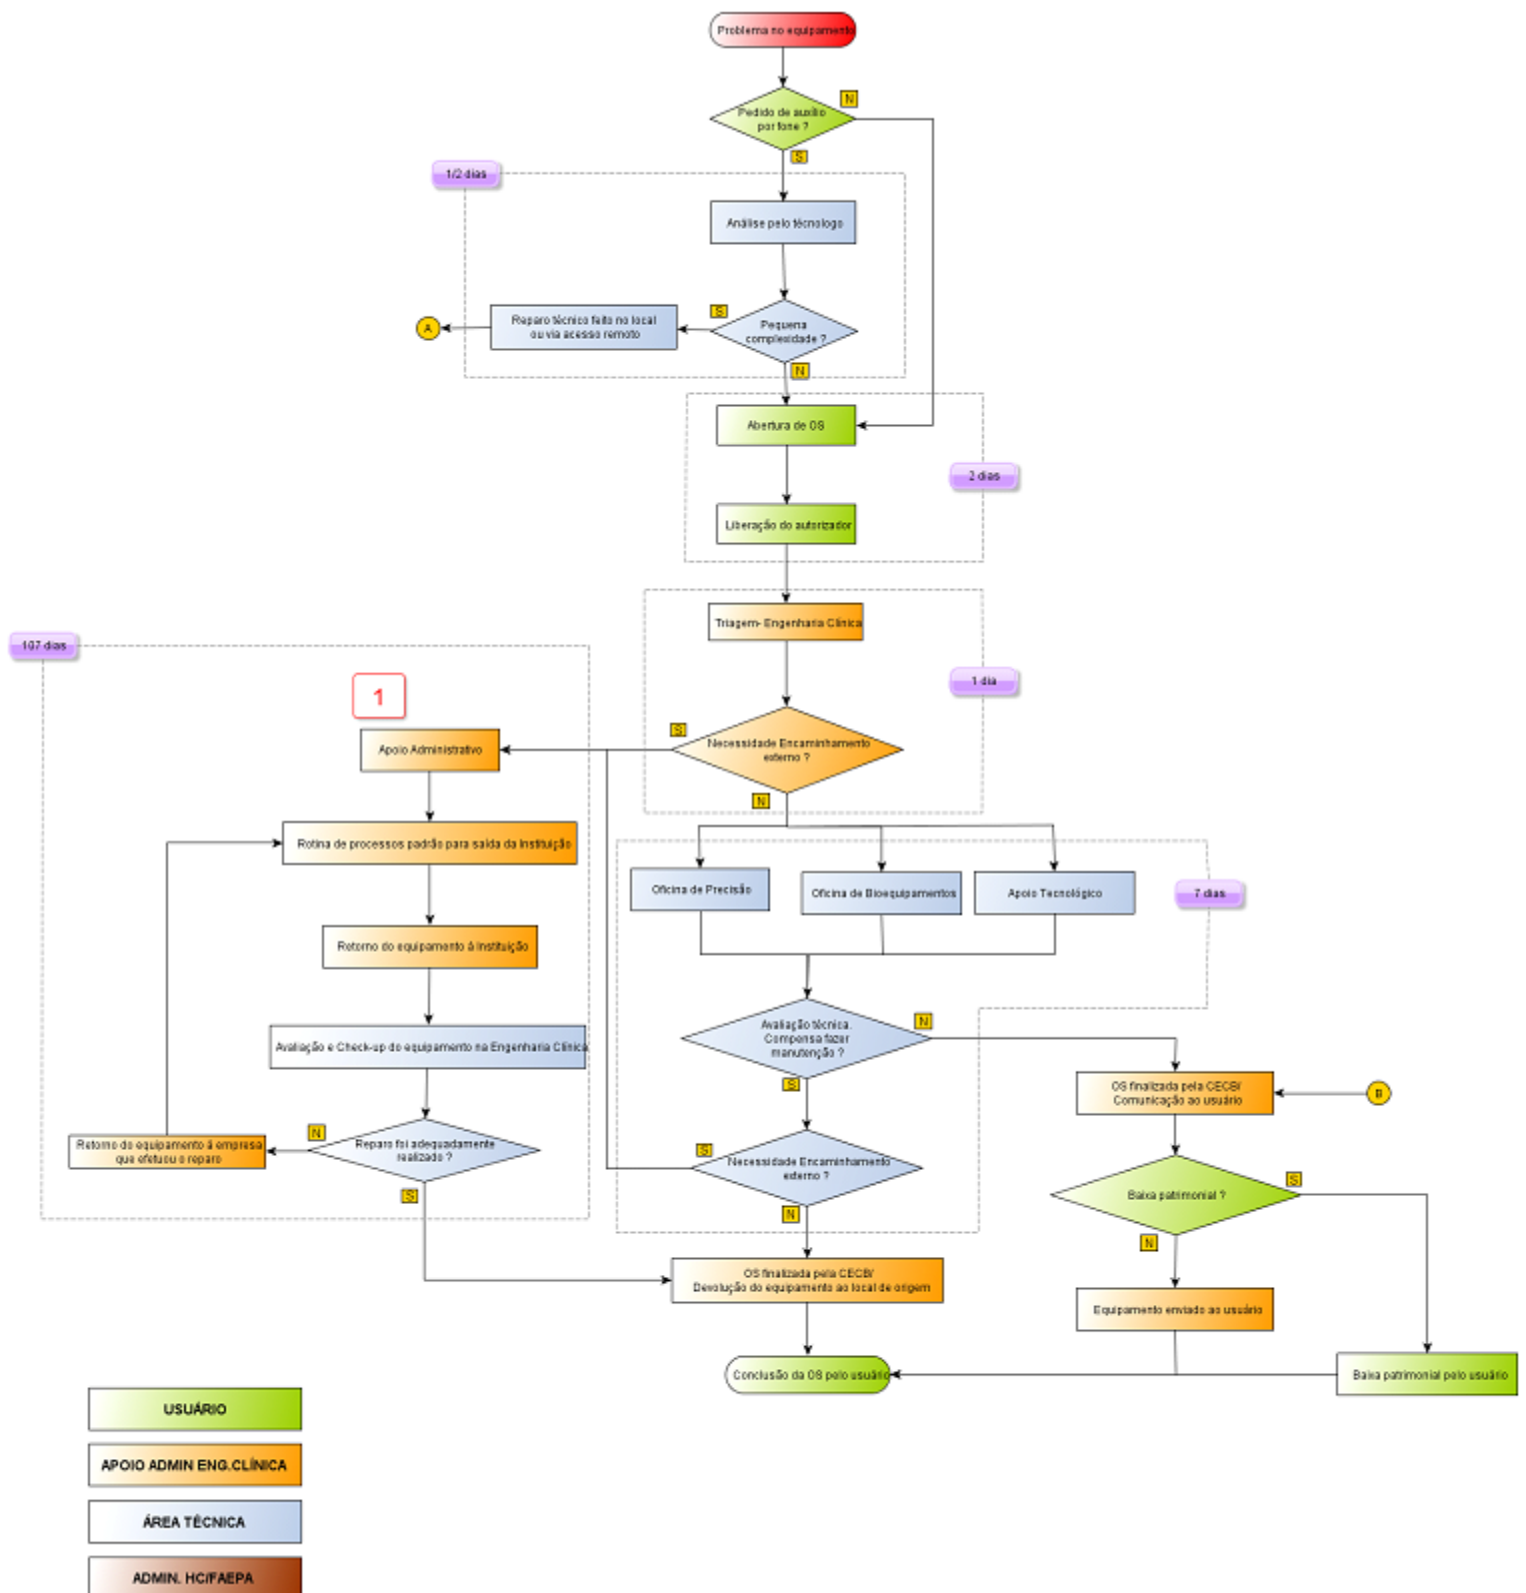 Problema no equipamento
N
Pedido de auxílio
por fone ?
S
1/2 dias
Análise pelo técnologo
S
Reparo técnico feito no local
ou via acesso remoto
A
Pequena
complexidade ?
N
Abertura de OS
2 dias
Liberação do autorizador
Triagem- Engenharia Clínica
107 dias
1 dia
1
S
Apoio Administrativo
Necessidade Encaminhamento
externo ?
N
Rotina de processos padrão para saída da Instituição
Oficina de Precisão
Oficina de Bioequipamentos
Apoio Tecnológico
7 dias
Retorno do equipamento à Instituição
N
Avaliação técnica.
Compensa fazer
manutenção ?
Avaliação e Check-up do equipamento na Engenharia Clínica
S
OS finalizada pela CECB/
Comunicação ao usuário
B
N
Reparo foi adequadamente
realizado ?
Retorno do equipamento à empresa
que efetuou o reparo
S
S
Necessidade Encaminhamento
externo ?
N
S
Baixa patrimonial ?
N
OS finalizada pela CECB/
Devolução do equipamento ao local de origem
Equipamento enviado ao usuário
Conclusão da OS pelo usuário
Baixa patrimonial pelo usuário
USUÁRIO
APOIO ADMIN ENG.CLÍNICA
ÁREA TÉCNICA
ADMIN. HC/FAEPA